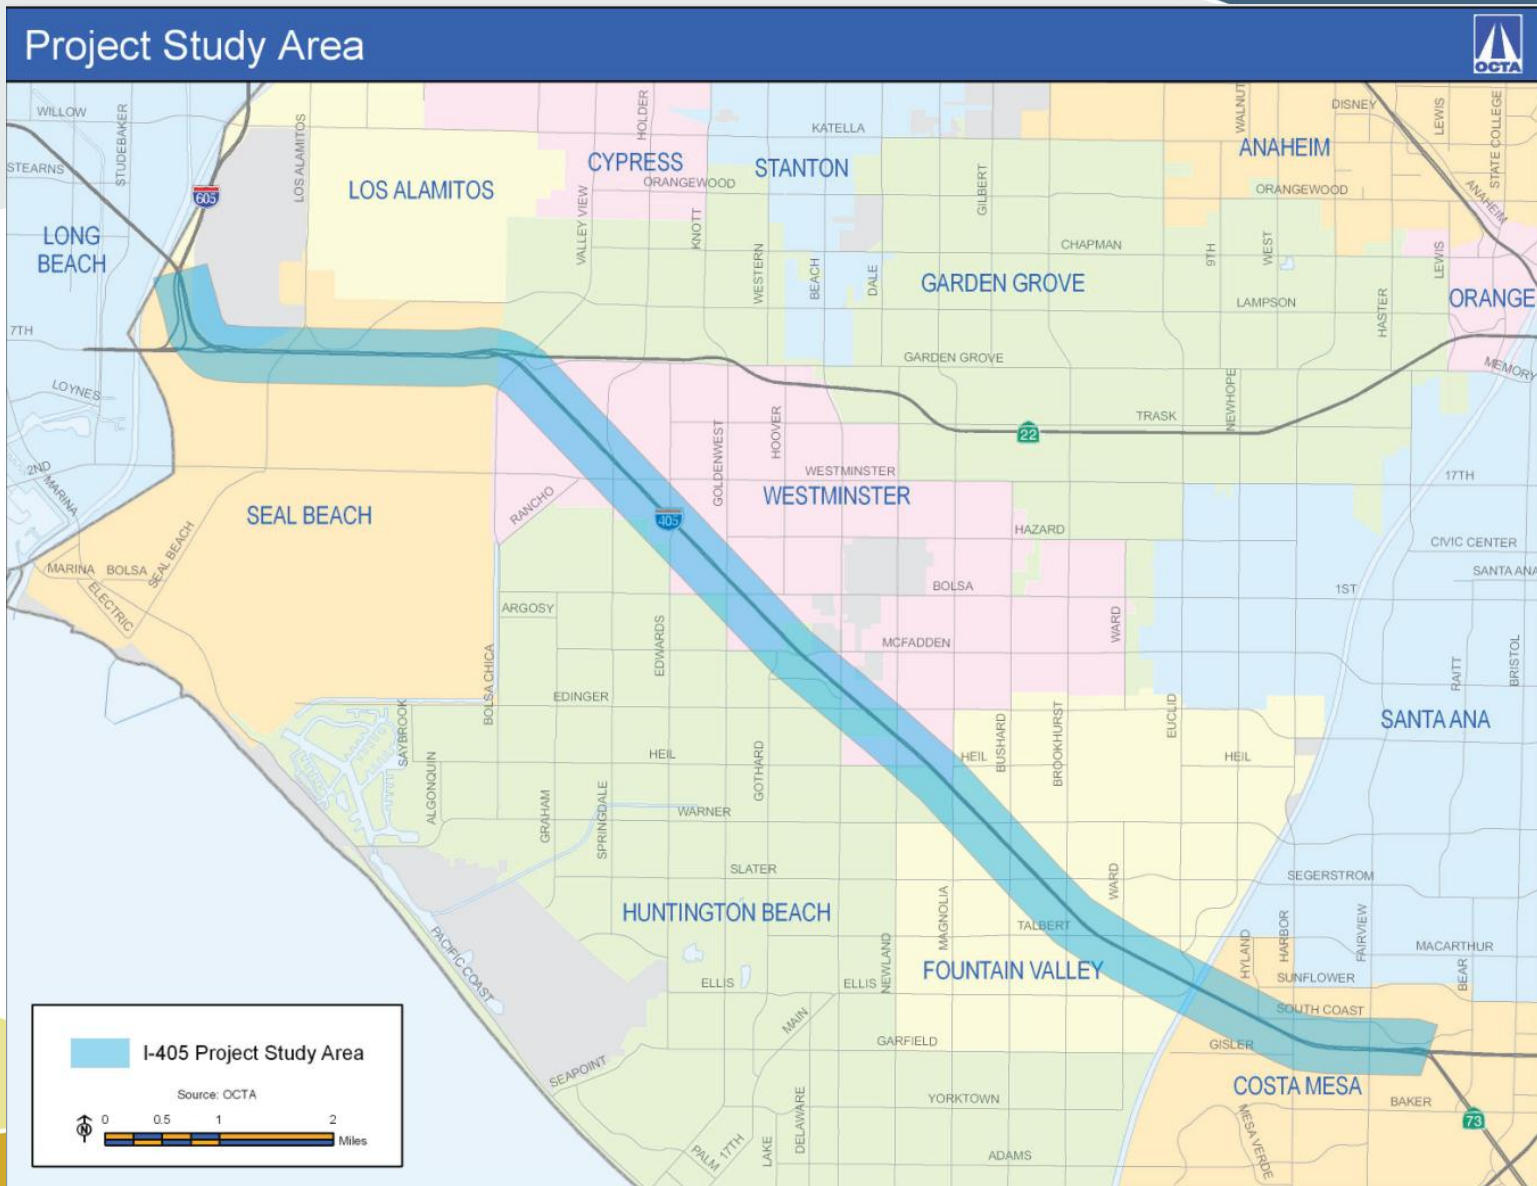 Project Study Area
OCTA
WILLOW
STUDEBAKER
STEARNS
605
LOS ALAMITOS
LOS ALAMITOS
HOLDER
CYPRESS
ORANGEWOOD
VALLEY VIEW
KNOTT
KATELLA
STANTON
WESTERN
BEACH
DALE
GILBERT
WALNUT
DISNEY
LEWIS
STATE COLLEGE
ANAHEIM
ORANGEWOOD
ANAHEIM
LONG
BEACH
CHAPMAN
9TH
WEST
LEWIS
GARDEN GROVE
LAMPSON
HASTER
ORANGE
7TH
GARDEN GROVE
MEMORY
LOYNES
TRASK
NEWHOPE
22
GOLDENWEST
HOOVER
2ND
MARINA
WESTMINSTER
17TH
WESTMINSTER
RANCHO
SEAL BEACH
405
HAZARD
CIVIC CENTER
SEAL BEACH
MARINA
BOLSA
SANTA ANA
ELECTRIC
BOLSA
1ST
ARGOSY
EDWARDS
WARD
MCFADDEN
BOLSA CHICA
RAITT
BRISTOL
EDINGER
SAYBROOK
BUSHARD
BROOKHURST
EUCLID
SANTA ANA
HEIL
GOTHARD
HEIL
HEIL
ALGONQUIN
GRAHAM
SPRINGDALE
WARNER
SLATER
WARD
SEGERSTROM
HUNTINGTON BEACH
MAGNOLIA
TALBERT
HYLAND
HARBOR
FAIRVIEW
MACARTHUR
PACIFIC COAST
NEWLAND
FOUNTAIN VALLEY
BEAR
ELLIS
ELLIS
SUNFLOWER
SOUTH COAST
MAIN
GARFIELD
GISLER
SEAPOINT
COSTA MESA
YORKTOWN
BAKER
73
DELAWARE
LAKE
17TH
PALM
ADAMS
MESA VERDE
I-405 Project Study Area
Source: OCTA
N
0 0.5 1 2
Miles